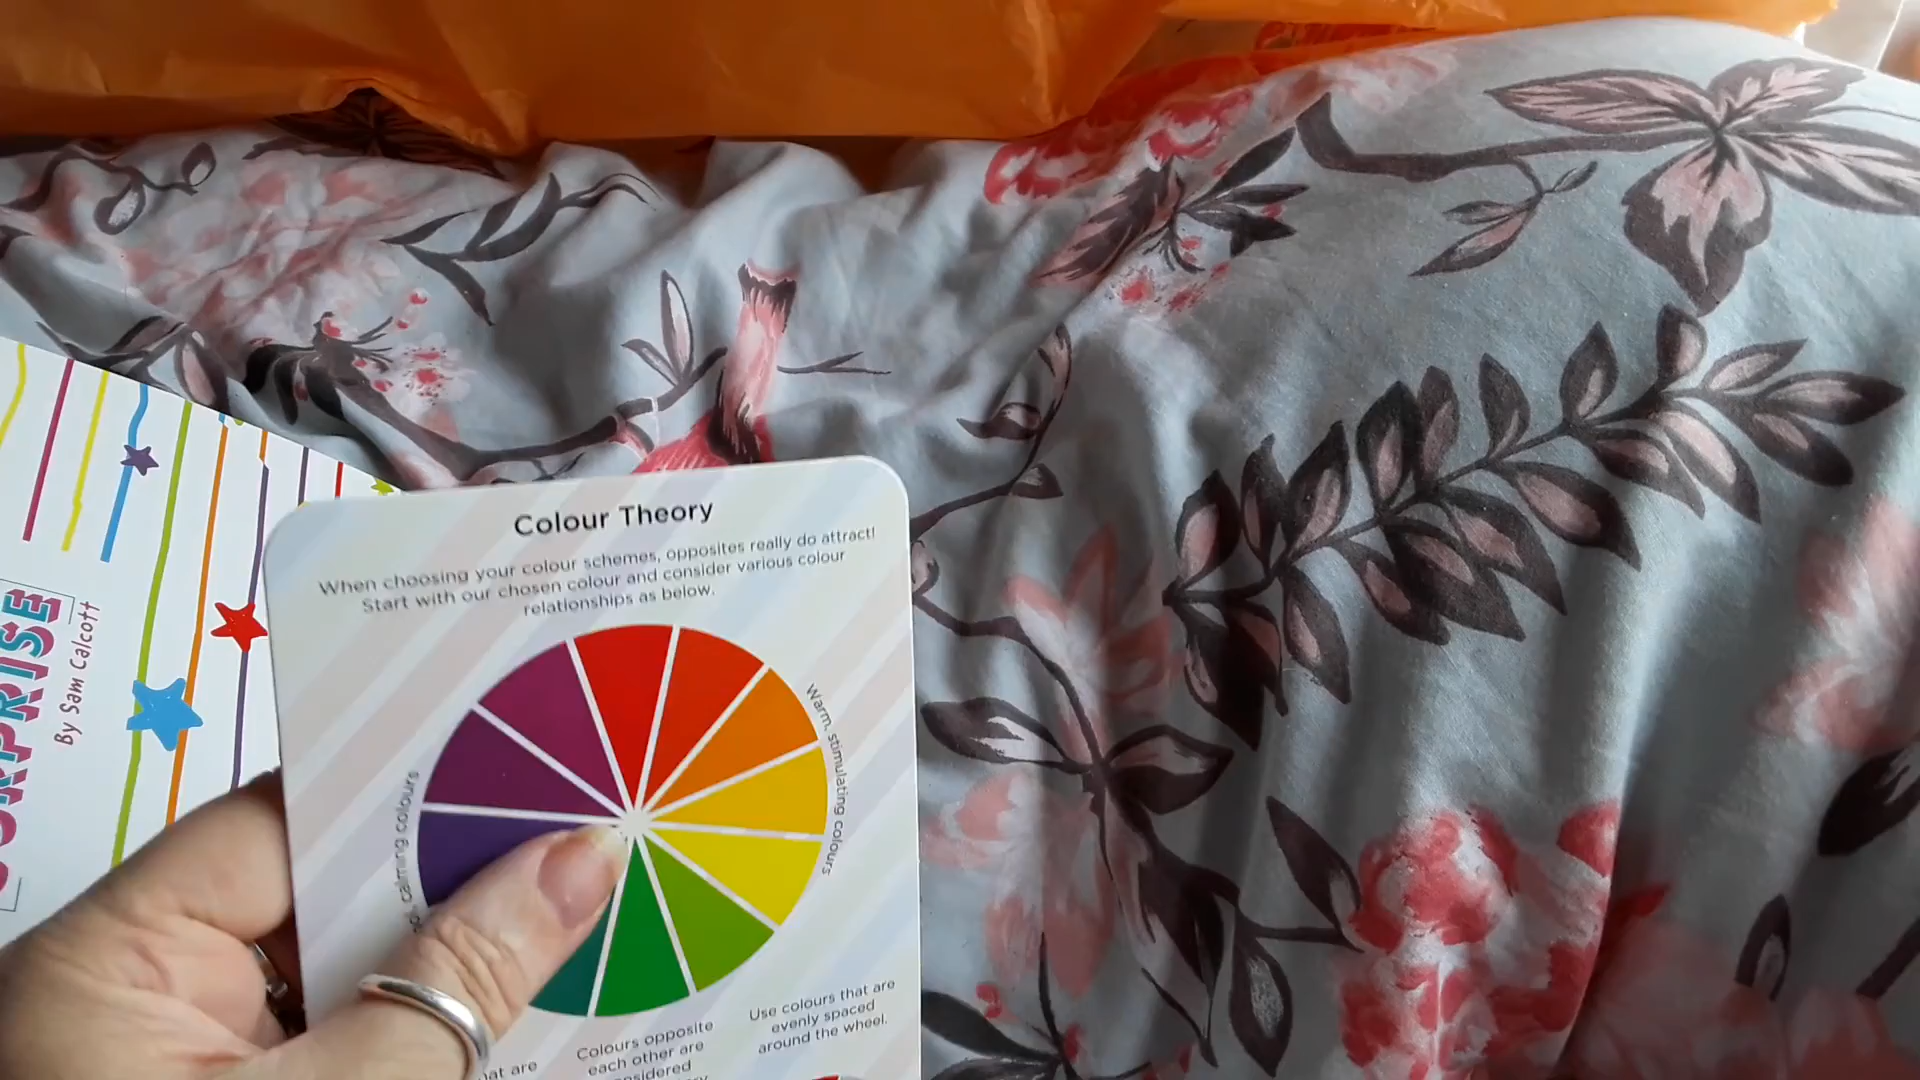 Colour Theory
When choosing your colour schemes, opposites really do attract!
Start with our chosen colour and consider various colour
relationships as below.
Warm, stimulating colours
calming colours
Use colours that are
evenly spaced
around the wheel.
Colours opposite
each other are
are
SURPRISE
By Sam Calcott